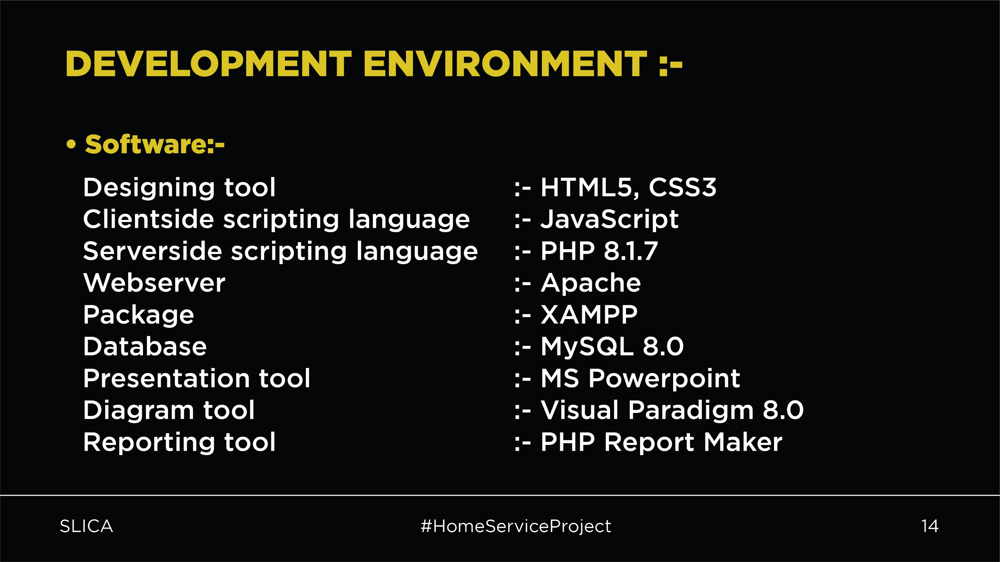 DEVELOPMENT ENVIRONMENT :-
• Software:-
Designing tool :- HTML5, CSS3
Clientside scripting language :- JavaScript
Serverside scripting language :- PHP 8.1.7
Webserver :- Apache
Package :- XAMPP
Database :- MySQL 8.0
Presentation tool :- MS Powerpoint
Diagram tool :- Visual Paradigm 8.0
Reporting tool :- PHP Report Maker
SLICA #HomeServiceProject 14